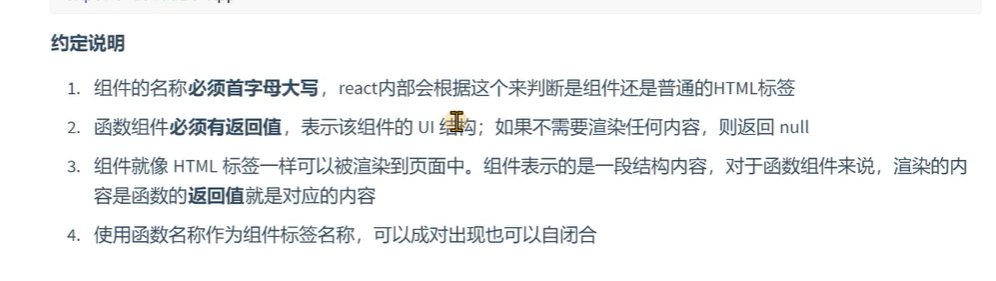 约定说明
1. 组件的名称必须首字母大写，react内部会根据这个来判断是组件还是普通的HTML标签
2. 函数组件必须有返回值，表示该组件的 UI 结构；如果不需要渲染任何内容，则返回 null
3. 组件就像 HTML 标签一样可以被渲染到页面中。组件表示的是一段结构内容，对于函数组件来说，渲染的内
容是函数的返回值就是对应的内容
4. 使用函数名称作为组件标签名称，可以成对出现也可以自闭合